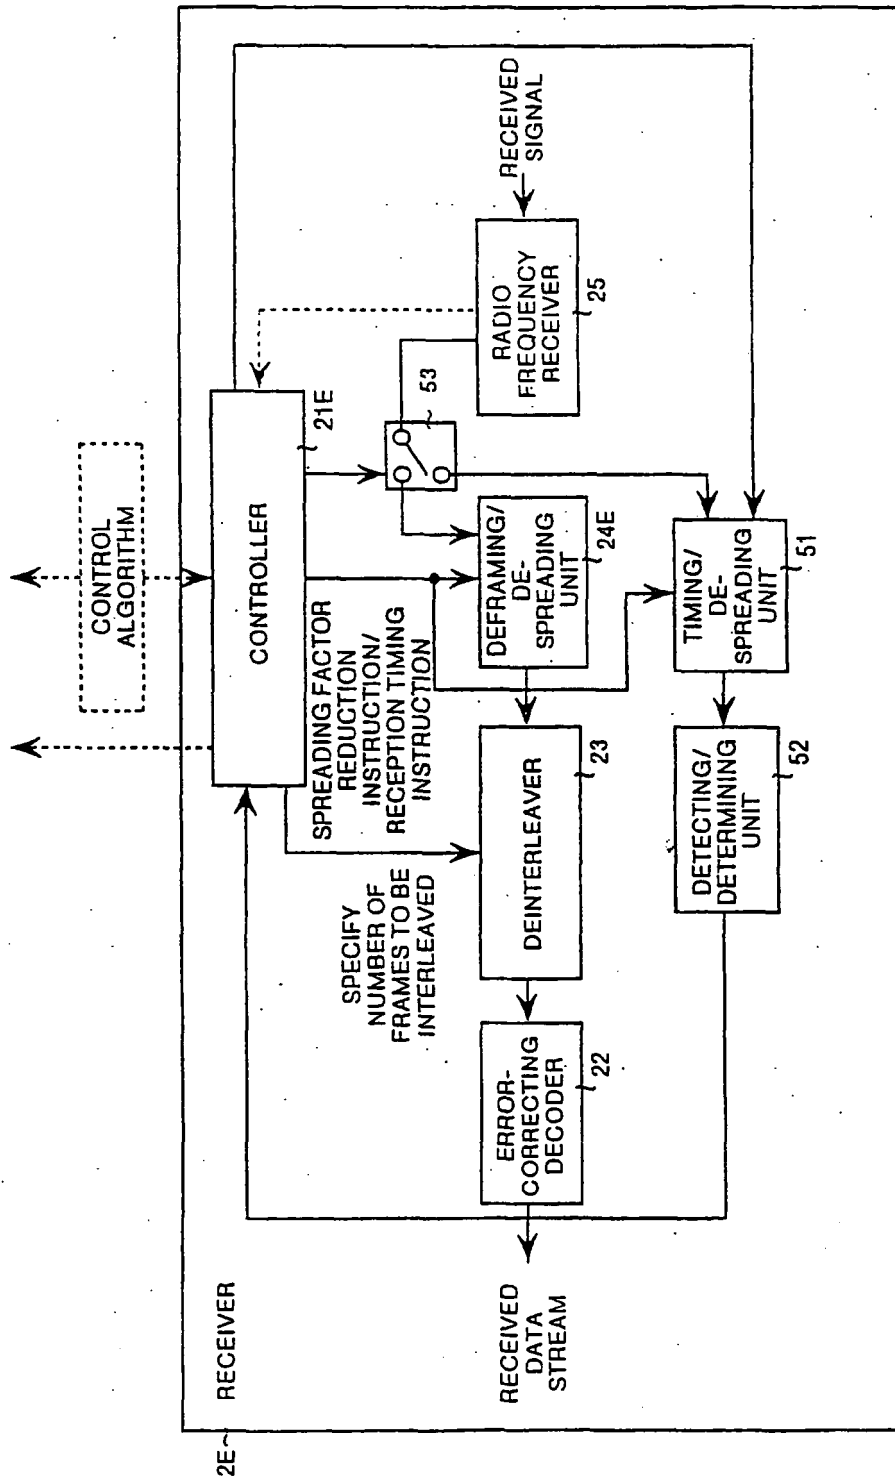 2E
RECEIVER
CONTROL
ALGORITHM
CONTROLLER
21E
SPREADING FACTOR
REDUCTION
INSTRUCTION/
RECEPTION TIMING
INSTRUCTION
SPECIFY
NUMBER OF
FRAMES TO BE
INTERLEAVED
53
RECEIVED
SIGNAL
RADIO
FREQUENCY
RECEIVER
25
DEFRAMING/
DE-
SPREADING
UNIT
24E
DEINTERLEAVER
23
ERROR-
CORRECTING
DECODER
22
RECEIVED
DATA
STREAM
TIMING/
DE-
SPREADING
UNIT
51
DETECTING/
DETERMINING
UNIT
52